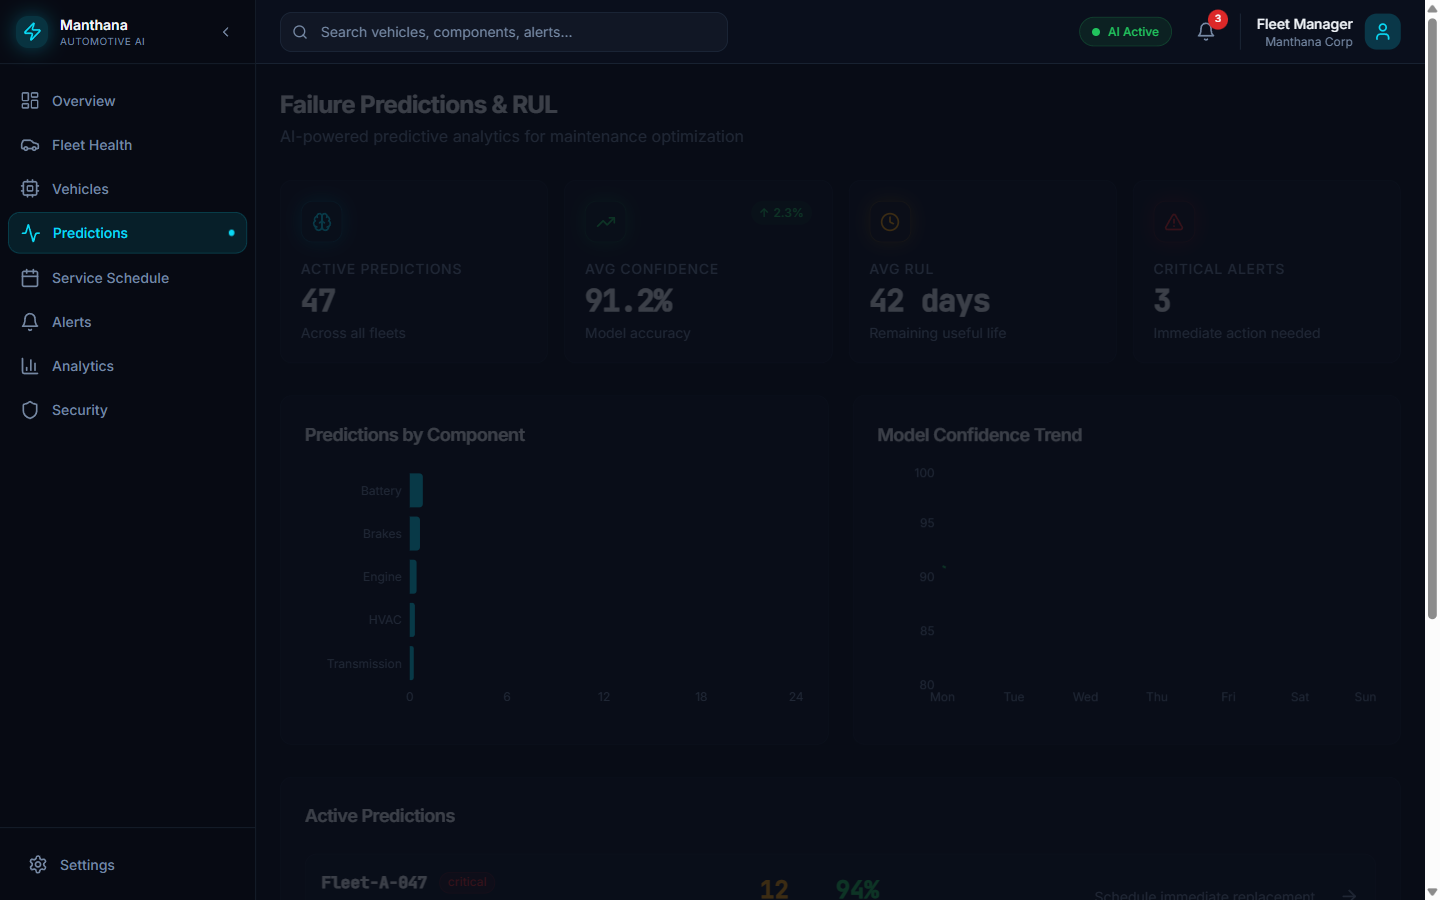 Manthana
AUTOMOTIVE AI
Search vehicles, components, alerts...
AI Active
3
Fleet Manager
Manthana Corp
Overview
Fleet Health
Vehicles
Predictions
Service Schedule
Alerts
Analytics
Security
Settings
Failure Predictions & RUL
AI-powered predictive analytics for maintenance optimization
ACTIVE PREDICTIONS
47
Across all fleets
↑ 2.3%
AVG CONFIDENCE
91.2%
Model accuracy
AVG RUL
42 days
Remaining useful life
CRITICAL ALERTS
3
Immediate action needed
Predictions by Component
Battery
Brakes
Engine
HVAC
Transmission
0 6 12 18 24
Model Confidence Trend
100
95
90
85
80
Mon Tue Wed Thu Fri Sat Sun
Active Predictions
Fleet-A-047 critical
12 94%
Schedule immediate replacement →